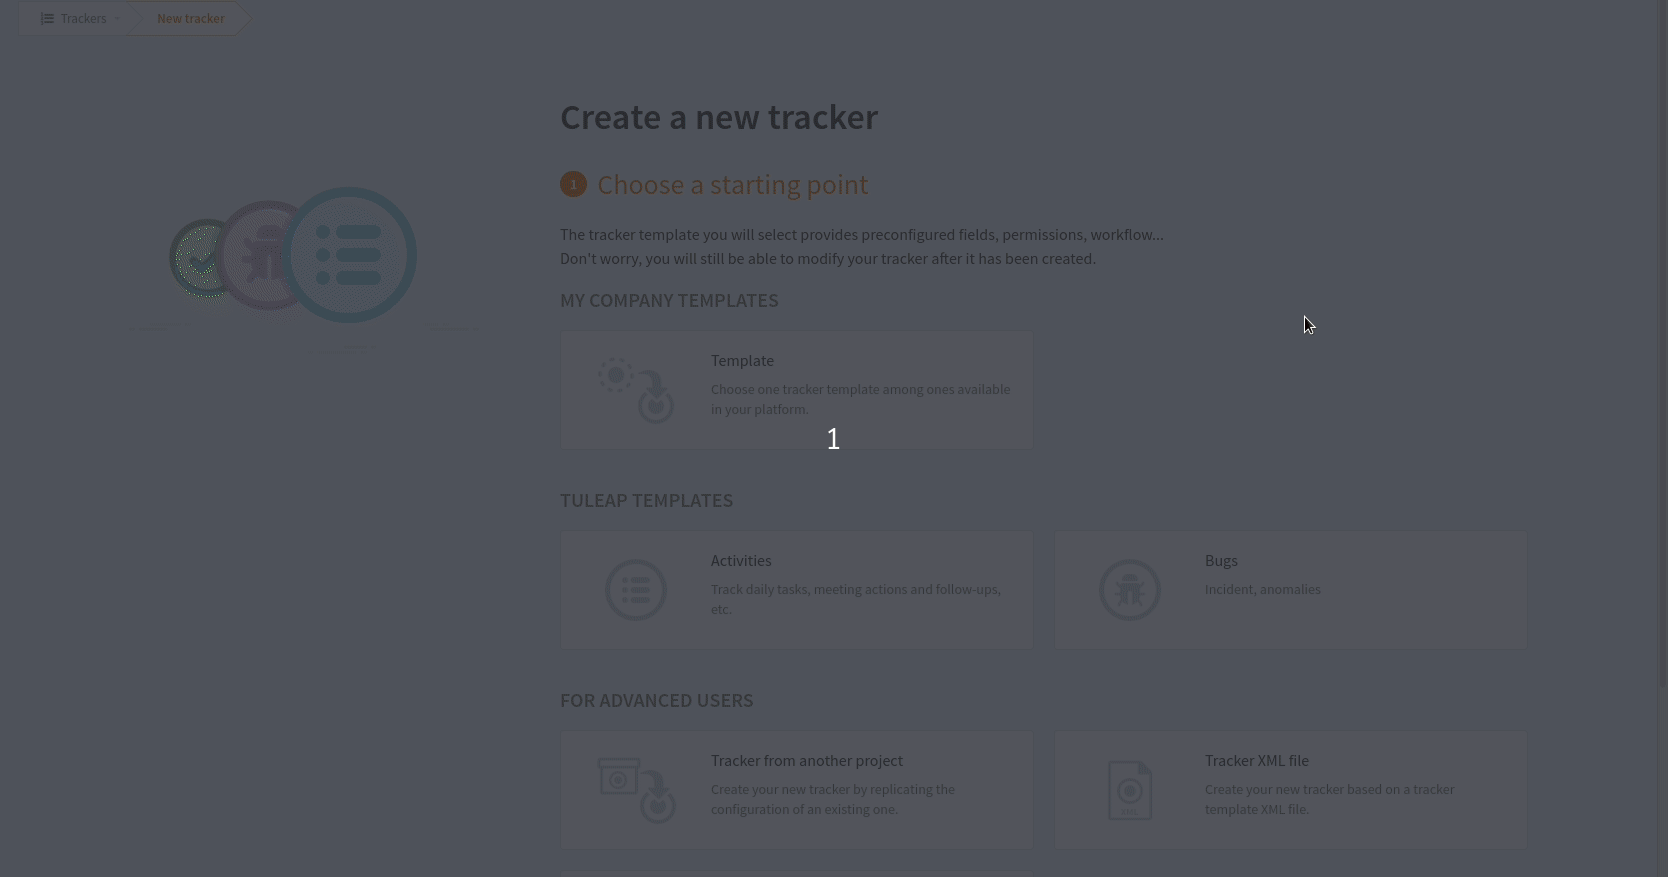 Trackers
New tracker
Create a new tracker
1 Choose a starting point
The tracker template you will select provides preconfigured fields, permissions, workflow...
Don't worry, you will still be able to modify your tracker after it has been created.
MY COMPANY TEMPLATES
Template
Choose one tracker template among ones available
in your platform.
1
TULEAP TEMPLATES
Activities
Track daily tasks, meeting actions and follow-ups,
etc.
Bugs
Incident, anomalies
FOR ADVANCED USERS
Tracker from another project
Create your new tracker by replicating the
configuration of an existing one.
XML
Tracker XML file
Create your new tracker based on a tracker
template XML file.